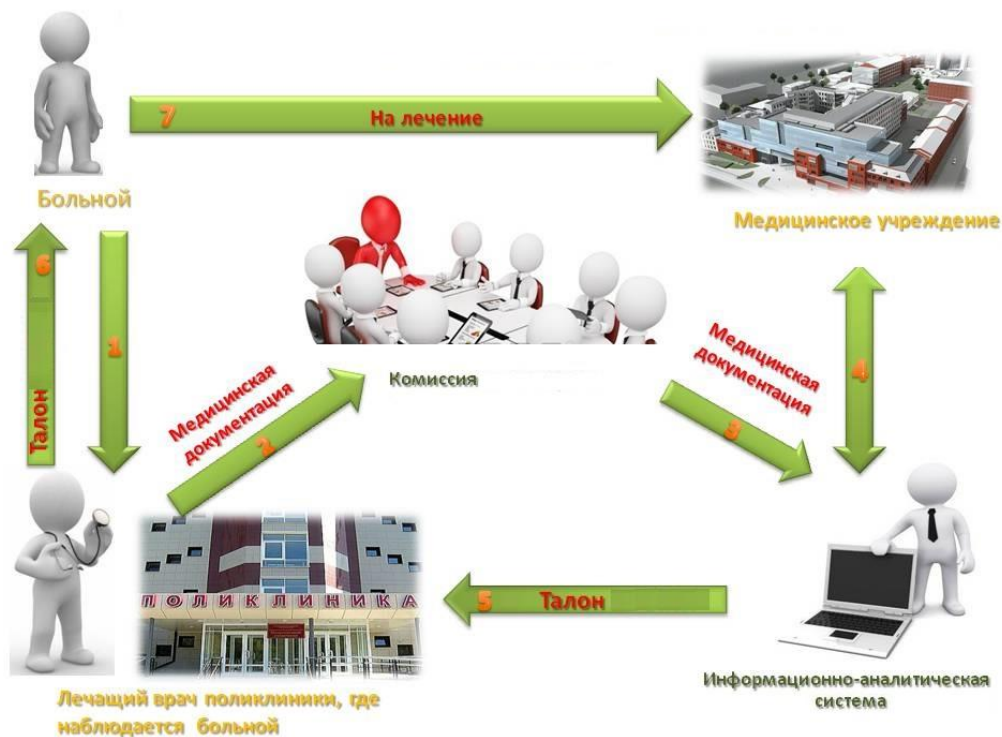 7
На лечение
Больной
Медицинское учреждение
6
Талон
1
Медицинская
документация
2
Комиссия
Медицинская
документация
3
4
ПОЛИКЛИНИКА
5 Талон
Лечащий врач поликлиники, где
наблюдается больной
Информационно-аналитическая
система